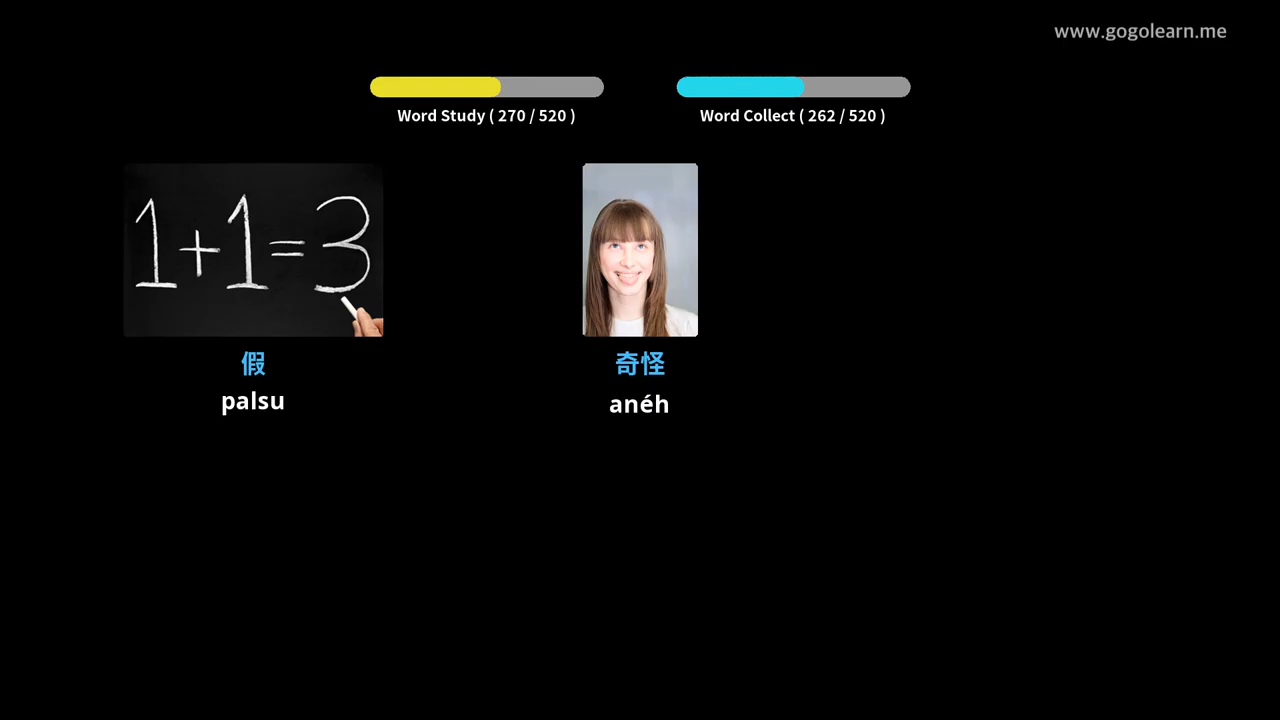 www.gogolearn.me
Word Study ( 270 / 520 )
Word Collect ( 262 / 520 )
1+1=3
假
palsu
奇怪
anéh